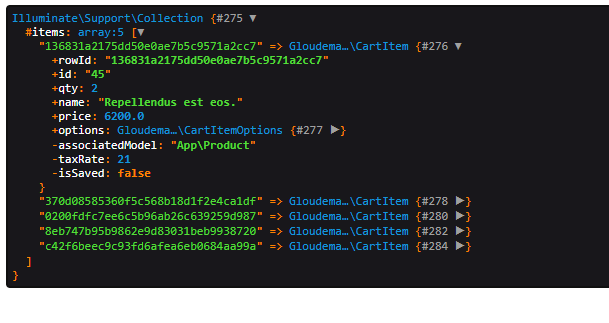 Illuminate\Support\Collection {#275 ▼
#items: array:5 [▼
"136831a2175dd50e0ae7b5c9571a2cc7" => Gloudema…\CartItem {#276 ▼
+rowId: "136831a2175dd50e0ae7b5c9571a2cc7"
+id: "45"
+qty: 2
+name: "Repellendus est eos."
+price: 6200.0
+options: Gloudema…\CartItemOptions {#277 ▶}
-associatedModel: "App\Product"
-taxRate: 21
-isSaved: false
}
"370d08585360f5c568b18d1f2e4ca1df" => Gloudema…\CartItem {#278 ▶}
"0200fdfc7ee6c5b96ab26c639259d987" => Gloudema…\CartItem {#280 ▶}
"8eb747b95b9862e9d83031beb9938720" => Gloudema…\CartItem {#282 ▶}
"c42f6beec9c93fd6afea6eb0684aa99a" => Gloudema…\CartItem {#284 ▶}
]
}